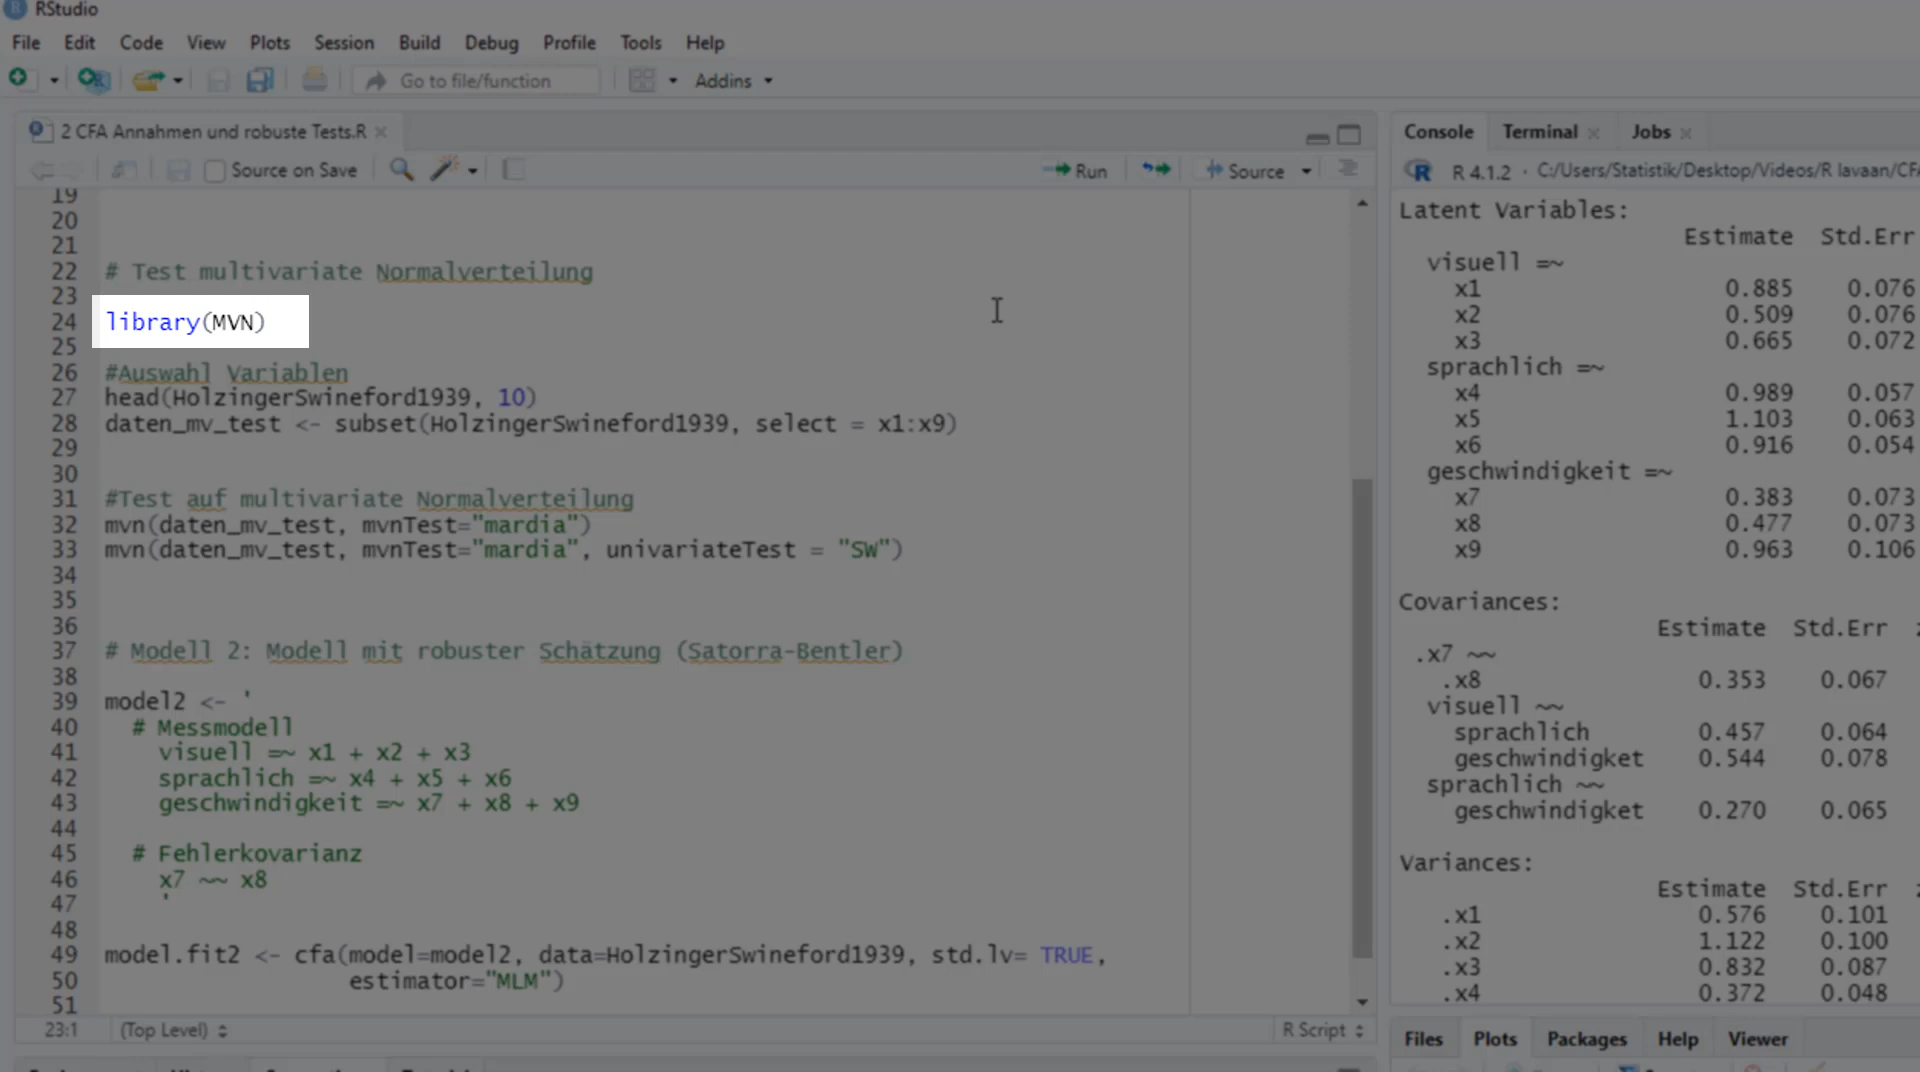 RStudio
File Edit Code View Plots Session Build Debug Profile Tools Help
Go to file/function Addins
2 CFA Annahmen und robuste Tests.R
Source on Save Run Source
19
20
21
22 # Test multivariate Normalverteilung
23
24 library(MVN)
25
26 #Auswahl Variablen
27 head(HolzingerSwineford1939, 10)
28 daten_mv_test <- subset(HolzingerSwineford1939, select = x1:x9)
29
30
31 #Test auf multivariate Normalverteilung
32 mvn(daten_mv_test, mvnTest="mardia")
33 mvn(daten_mv_test, mvnTest="mardia", univariateTest = "SW")
34
35
36
37 # Modell 2: Modell mit robuster Schätzung (Satorra-Bentler)
38
39 model2 <- '
40 # Messmodell
41 visuell =~ x1 + x2 + x3
42 sprachlich =~ x4 + x5 + x6
43 geschwindigkeit =~ x7 + x8 + x9
44
45 # Fehlerkovarianz
46 x7 ~~ x8
47 '
48
49 model.fit2 <- cfa(model=model2, data=HolzingerSwineford1939, std.lv= TRUE,
50 estimator="MLM")
51
23:1 (Top Level) R Script
Console Terminal Jobs
R 4.1.2 · C:/Users/Statistik/Desktop/Videos/R lavaan/CFA
Latent Variables:
Estimate Std.Err
visuell =~
x1 0.885 0.076
x2 0.509 0.076
x3 0.665 0.072
sprachlich =~
x4 0.989 0.057
x5 1.103 0.063
x6 0.916 0.054
geschwindigkeit =~
x7 0.383 0.073
x8 0.477 0.073
x9 0.963 0.106
Covariances:
Estimate Std.Err
.x7 ~~
.x8 0.353 0.067
visuell ~~
sprachlich 0.457 0.064
geschwindigket 0.544 0.078
sprachlich ~~
geschwindigket 0.270 0.065
Variances:
Estimate Std.Err
.x1 0.576 0.101
.x2 1.122 0.100
.x3 0.832 0.087
.x4 0.372 0.048
Files Plots Packages Help Viewer